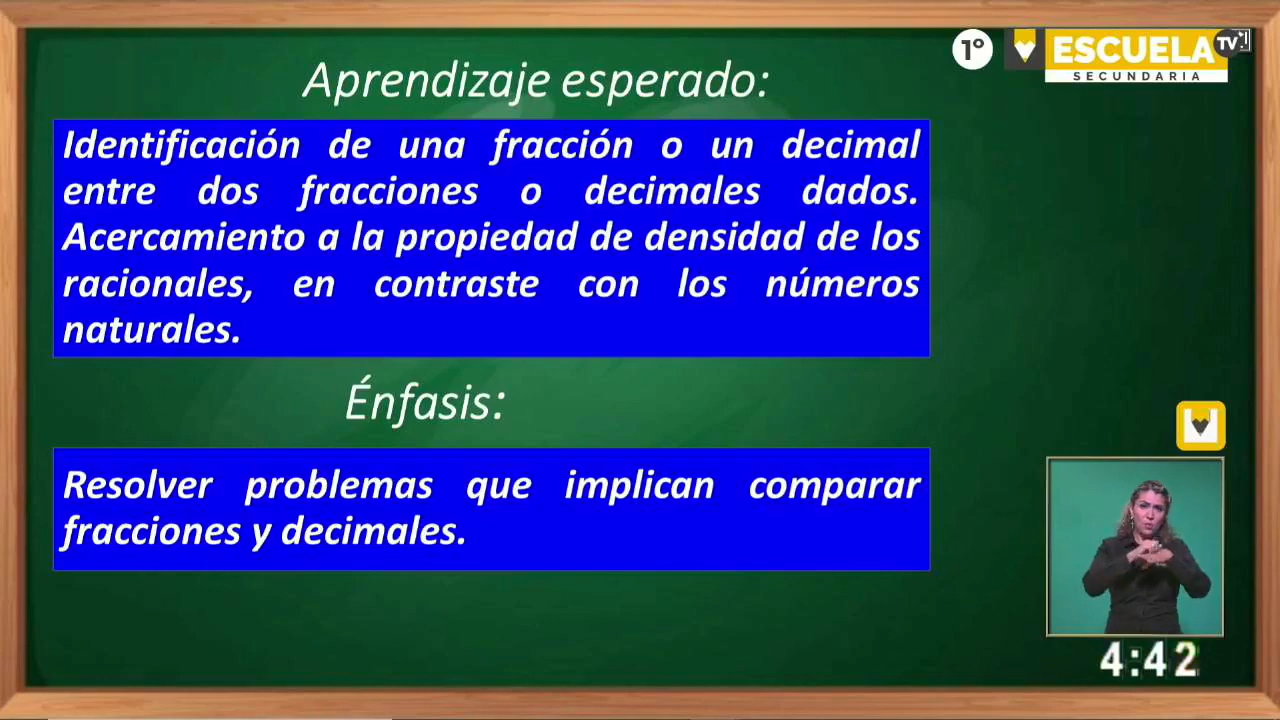 1º
ESCUELA TV
SECUNDARIA
Aprendizaje esperado:
Identificación de una fracción o un decimal
entre dos fracciones o decimales dados.
Acercamiento a la propiedad de densidad de los
racionales, en contraste con los números
naturales.
Énfasis:
Resolver problemas que implican comparar
fracciones y decimales.
4:42